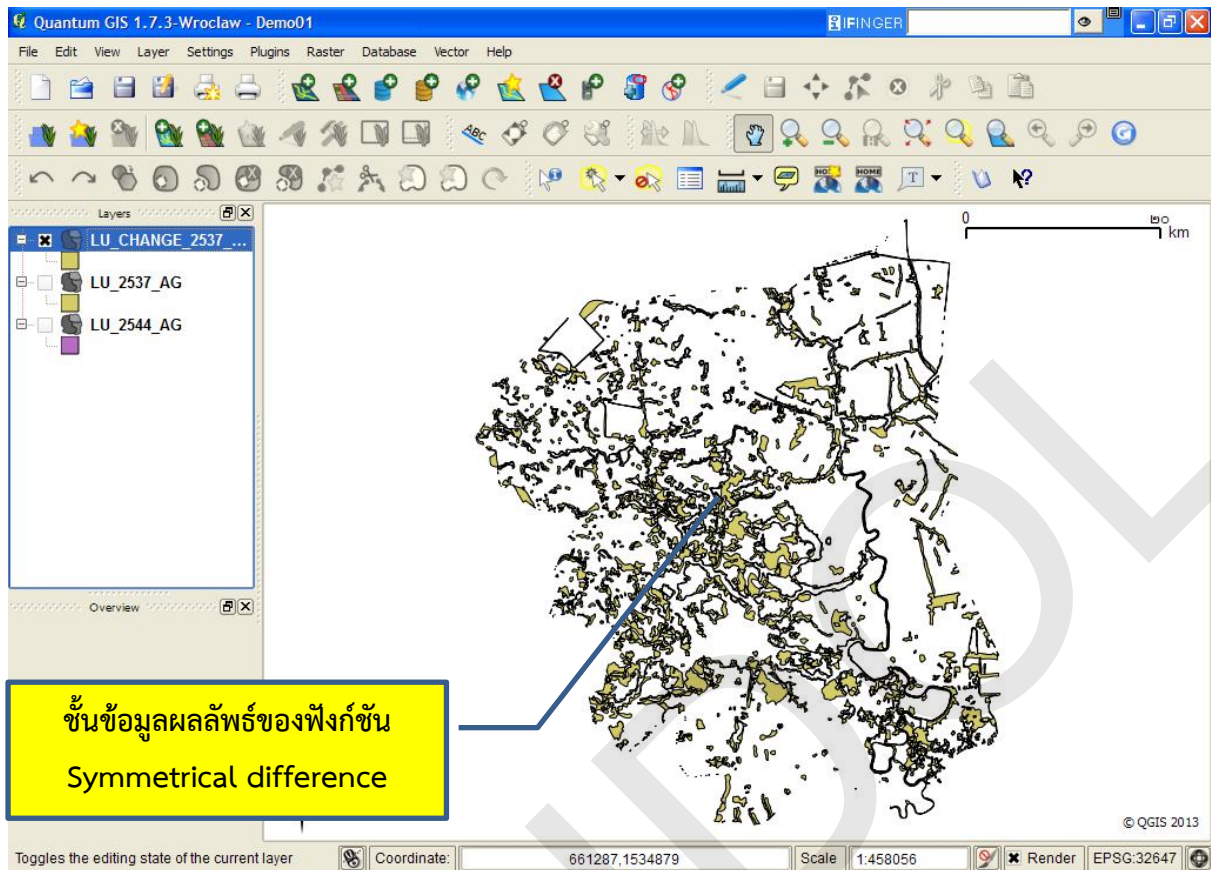 Quantum GIS 1.7.3-Wroclaw - Demo01
IFINGER
File Edit View Layer Settings Plugins Raster Database Vector Help
ABC
T
Layers
LU_CHANGE_2537_...
LU_2537_AG
LU_2544_AG
0 ๒๐
km
Overview
ชั้นข้อมูลผลลัพธ์ของฟังก์ชัน
Symmetrical difference
© QGIS 2013
Toggles the editing state of the current layer Coordinate: 661287,1534879 Scale 1:458056 Render EPSG:32647